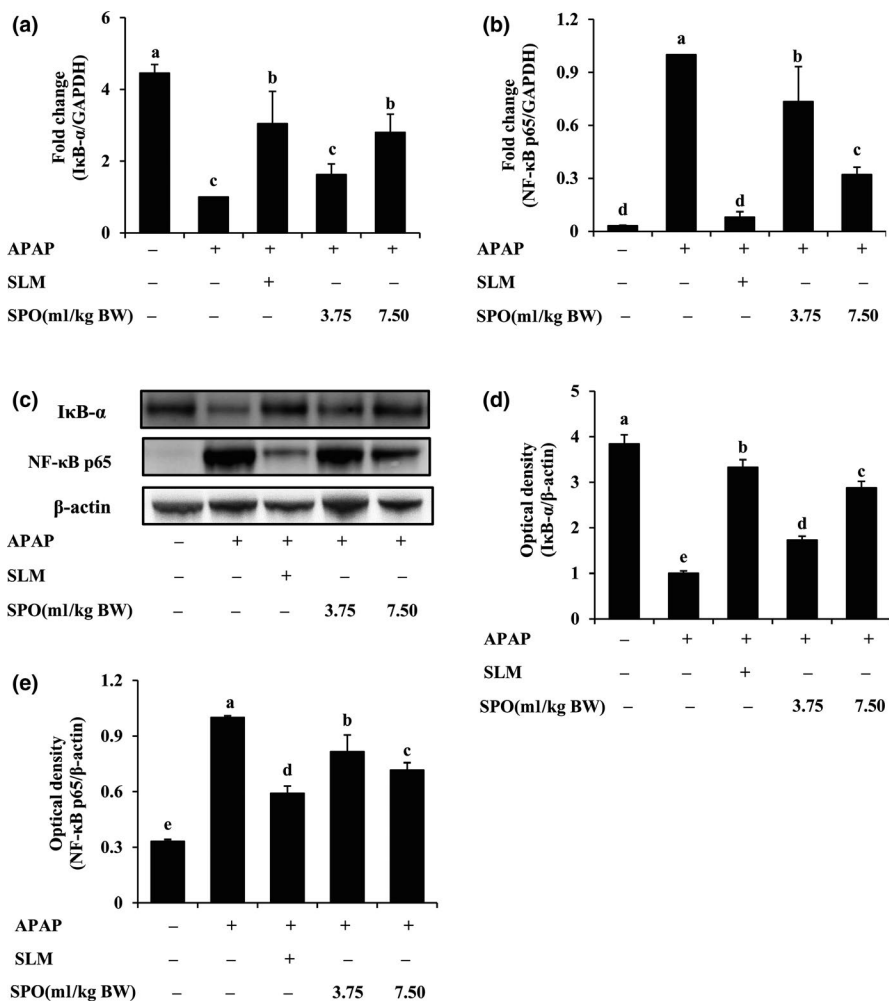 (a)
Fold change
(IκB-α/GAPDH)
6
4
2
0
a
c
b
c
b
APAP – + + + +
SLM – – + – –
SPO(ml/kg BW) – – – 3.75 7.50
(b)
Fold change
(NF-κB p65/GAPDH)
1.2
0.9
0.6
0.3
0
d
a
d
b
c
APAP – + + + +
SLM – – + – –
SPO(ml/kg BW) – – – 3.75 7.50
(c)
IκB-α
NF-κB p65
β-actin
APAP – + + + +
SLM – – + – –
SPO(ml/kg BW) – – – 3.75 7.50
(d)
Optical density
(IκB-α/β-actin)
5
4
3
2
1
0
a
e
b
d
c
APAP – + + + +
SLM – – + – –
SPO(ml/kg BW) – – – 3.75 7.50
(e)
Optical density
(NF-κB p65/β-actin)
1.2
0.9
0.6
0.3
0
e
a
d
b
c
APAP – + + + +
SLM – – + – –
SPO(ml/kg BW) – – – 3.75 7.50